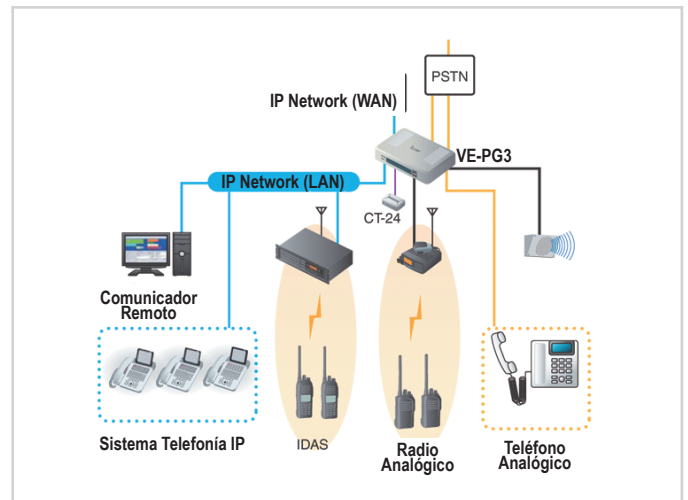 PSTN
IP Network (WAN)
VE-PG3
IP Network (LAN)
CT-24
Comunicador
Remoto
Sistema Telefonía IP
IDAS
Radio
Analógico
Teléfono
Analógico